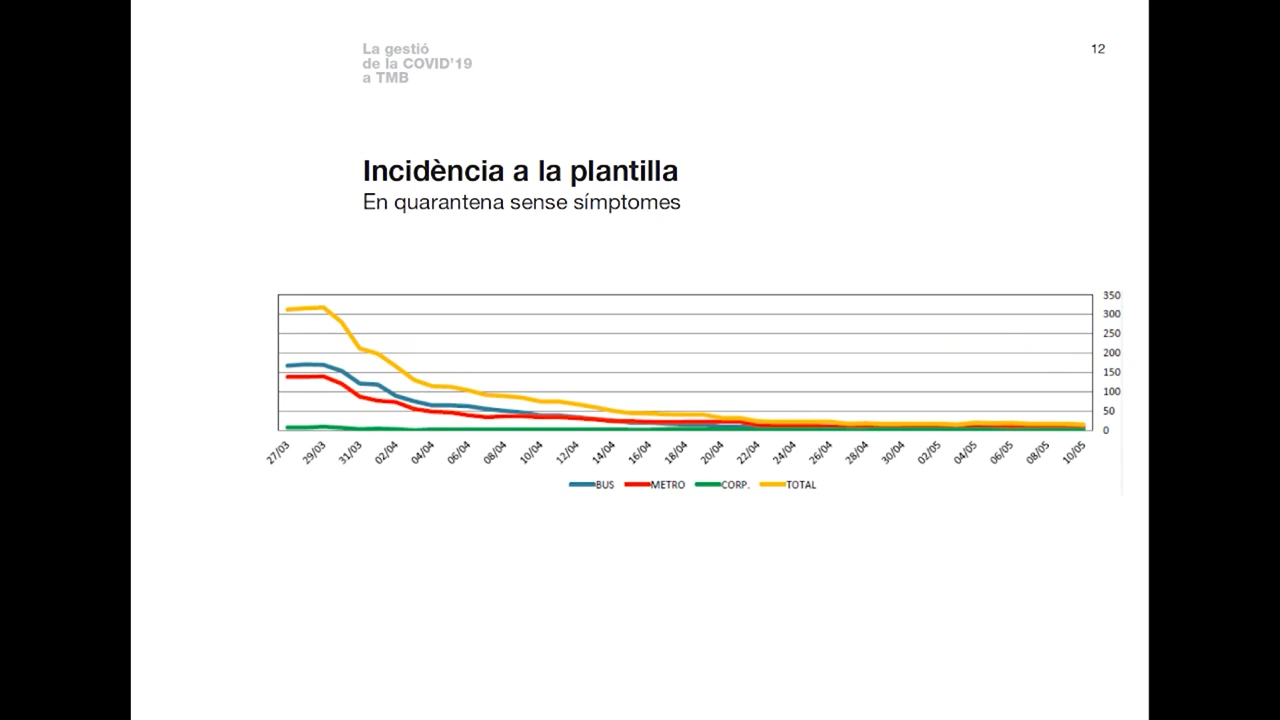 La gestió
de la COVID'19
a TMB
12
Incidència a la plantilla
En quarantena sense símptomes
350
300
250
200
150
100
50
0
27/03 29/03 31/03 02/04 04/04 06/04 08/04 10/04 12/04 14/04 16/04 18/04 20/04 22/04 24/04 26/04 28/04 30/04 02/05 04/05 06/05 08/05 10/05
BUS METRO CORP. TOTAL